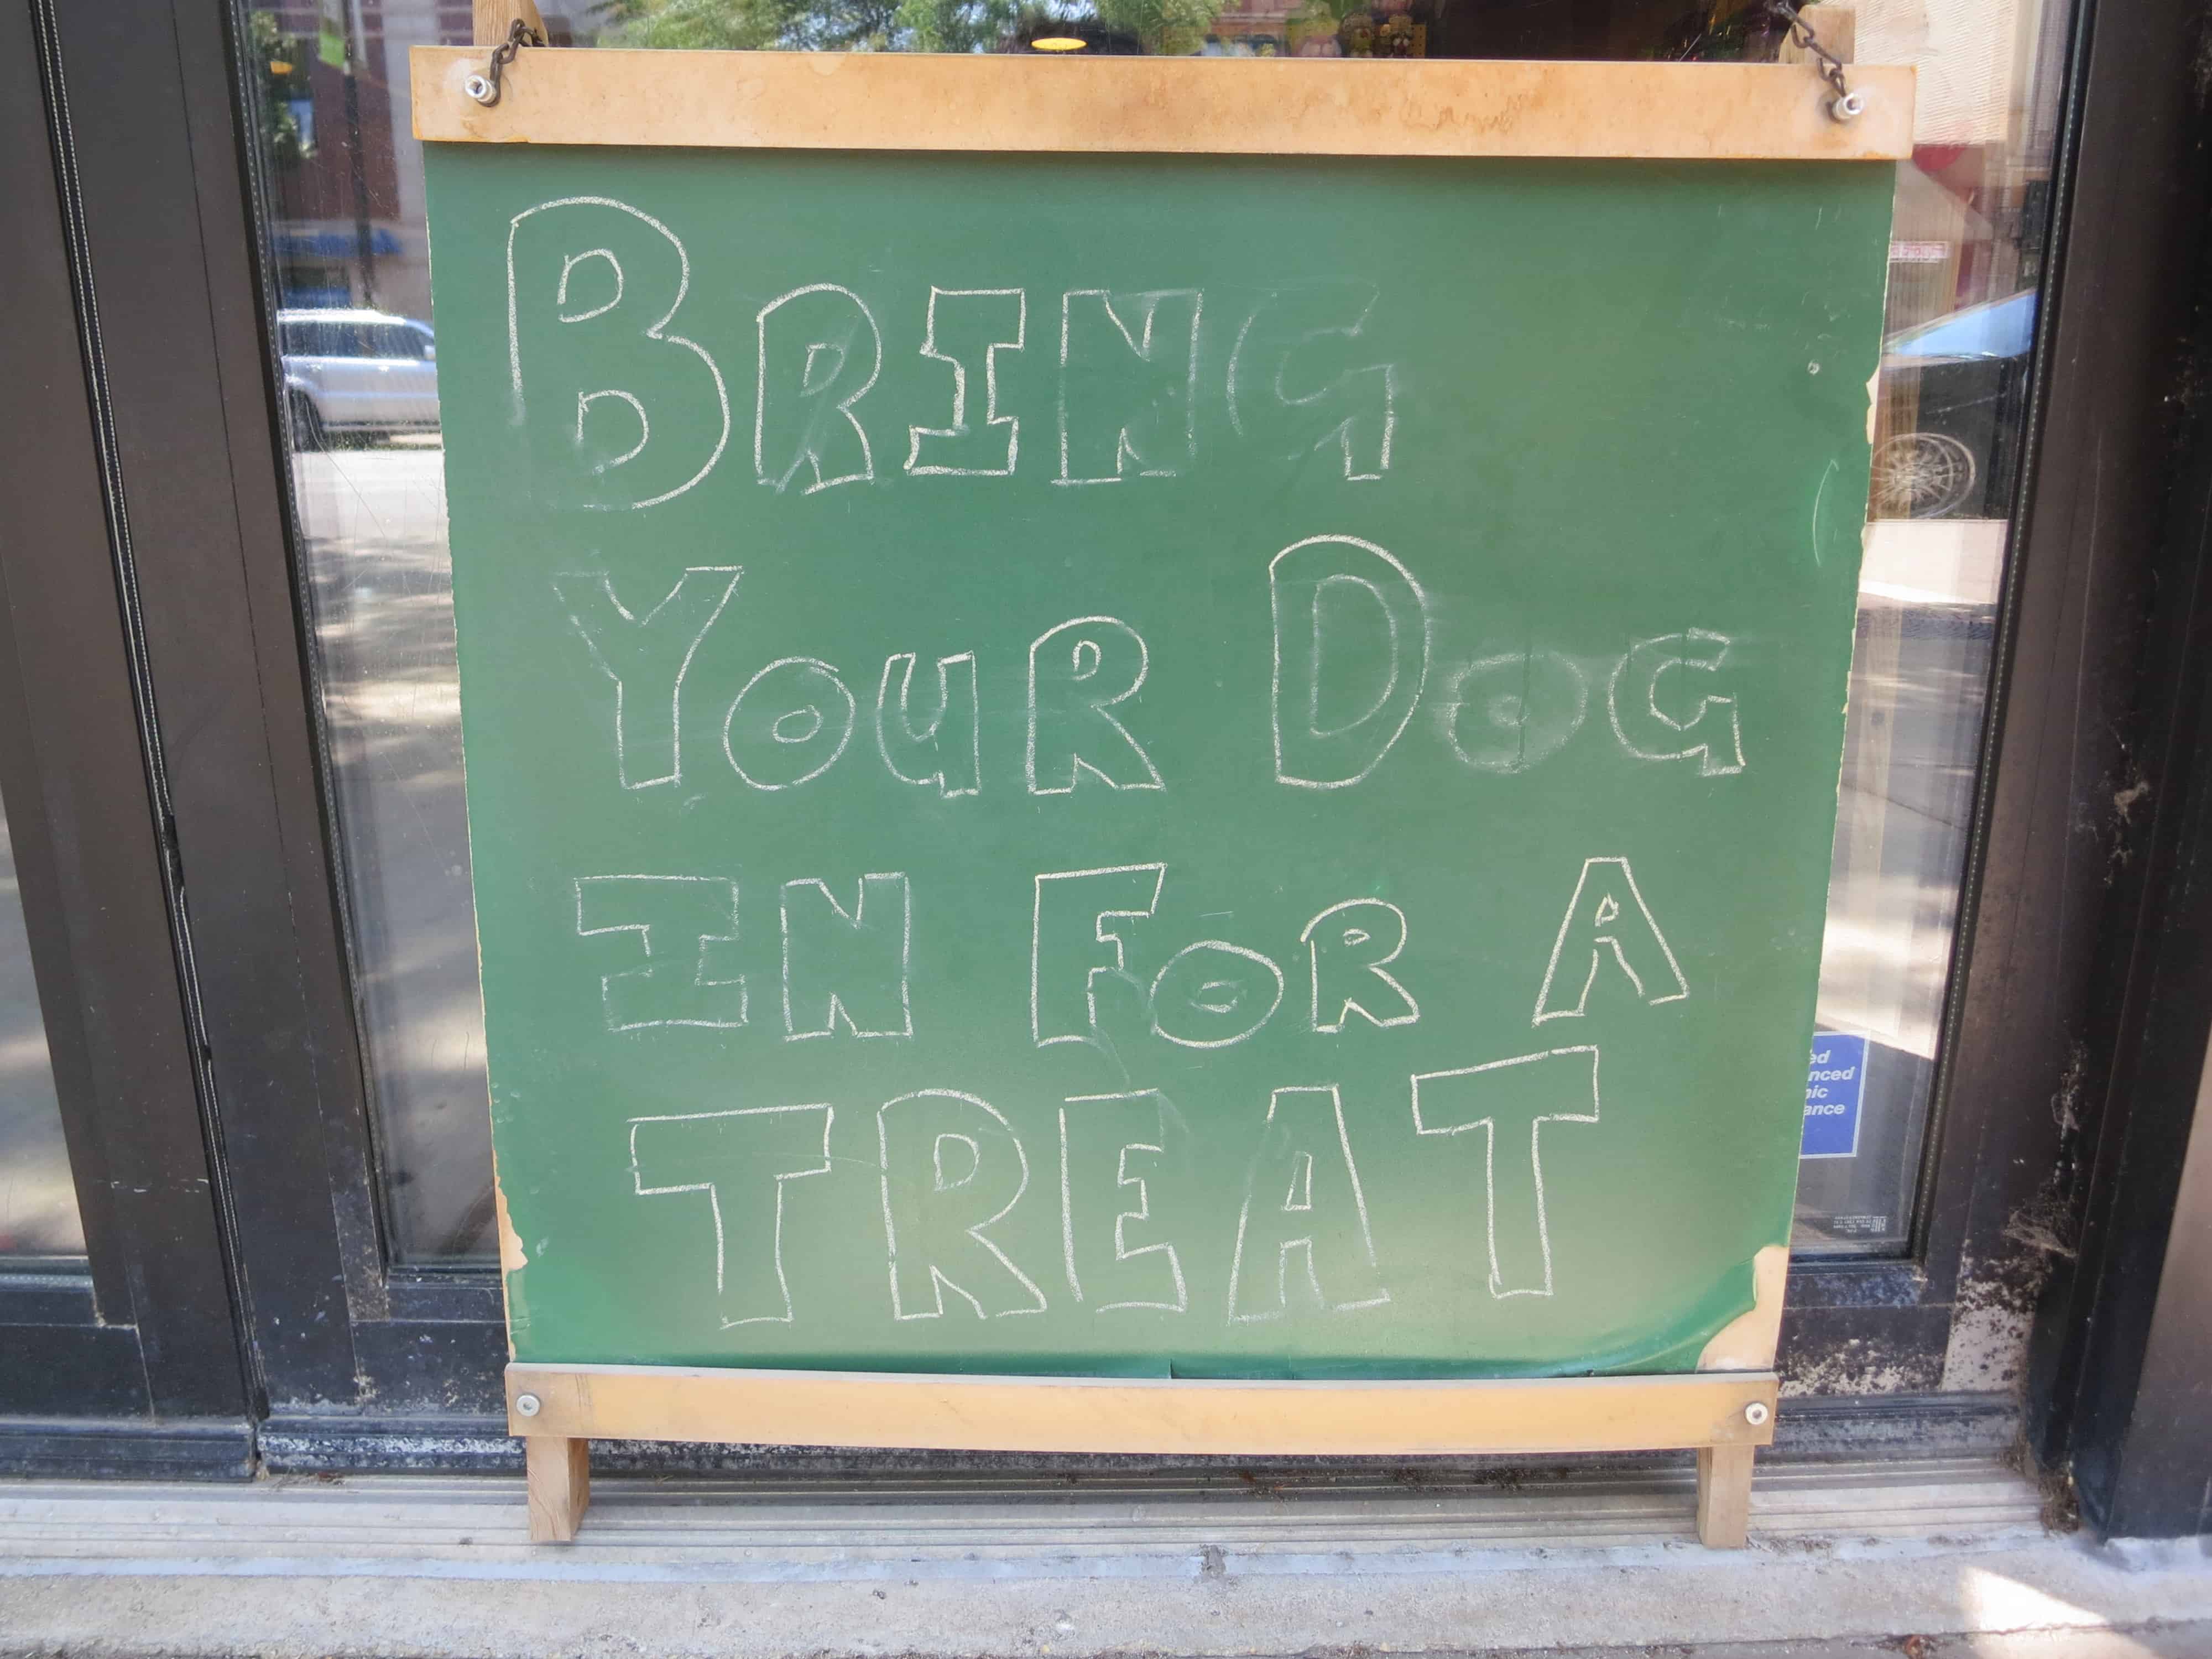 BRING
YOUR DOG
IN FOR A
TREAT